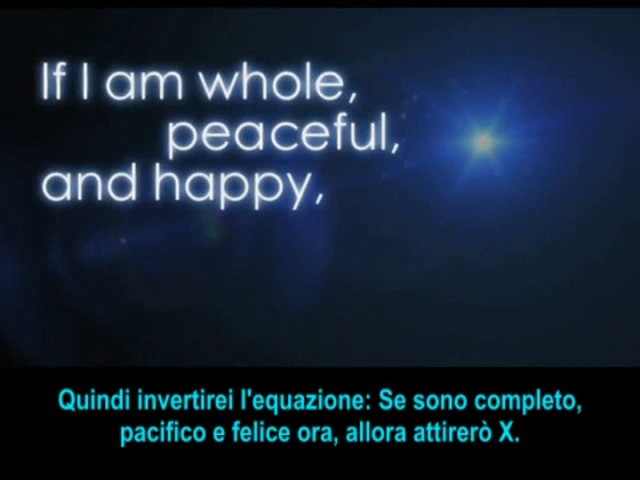 If I am whole,
peaceful,
and happy,
Quindi invertirei l'equazione: Se sono completo,
pacifico e felice ora, allora attirerò X.